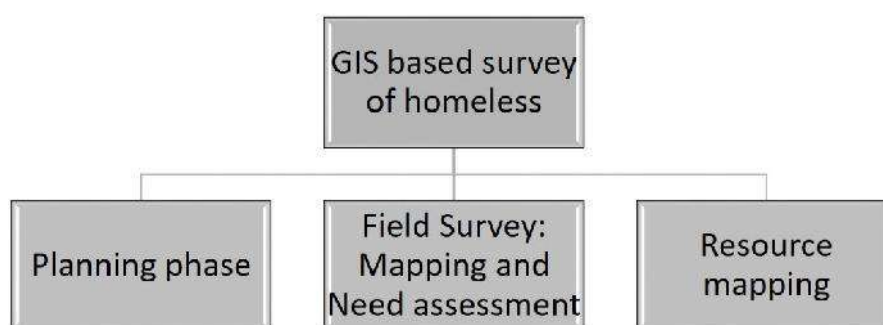 GIS based survey
of homeless
Planning phase
Field Survey:
Mapping and
Need assessment
Resource
mapping